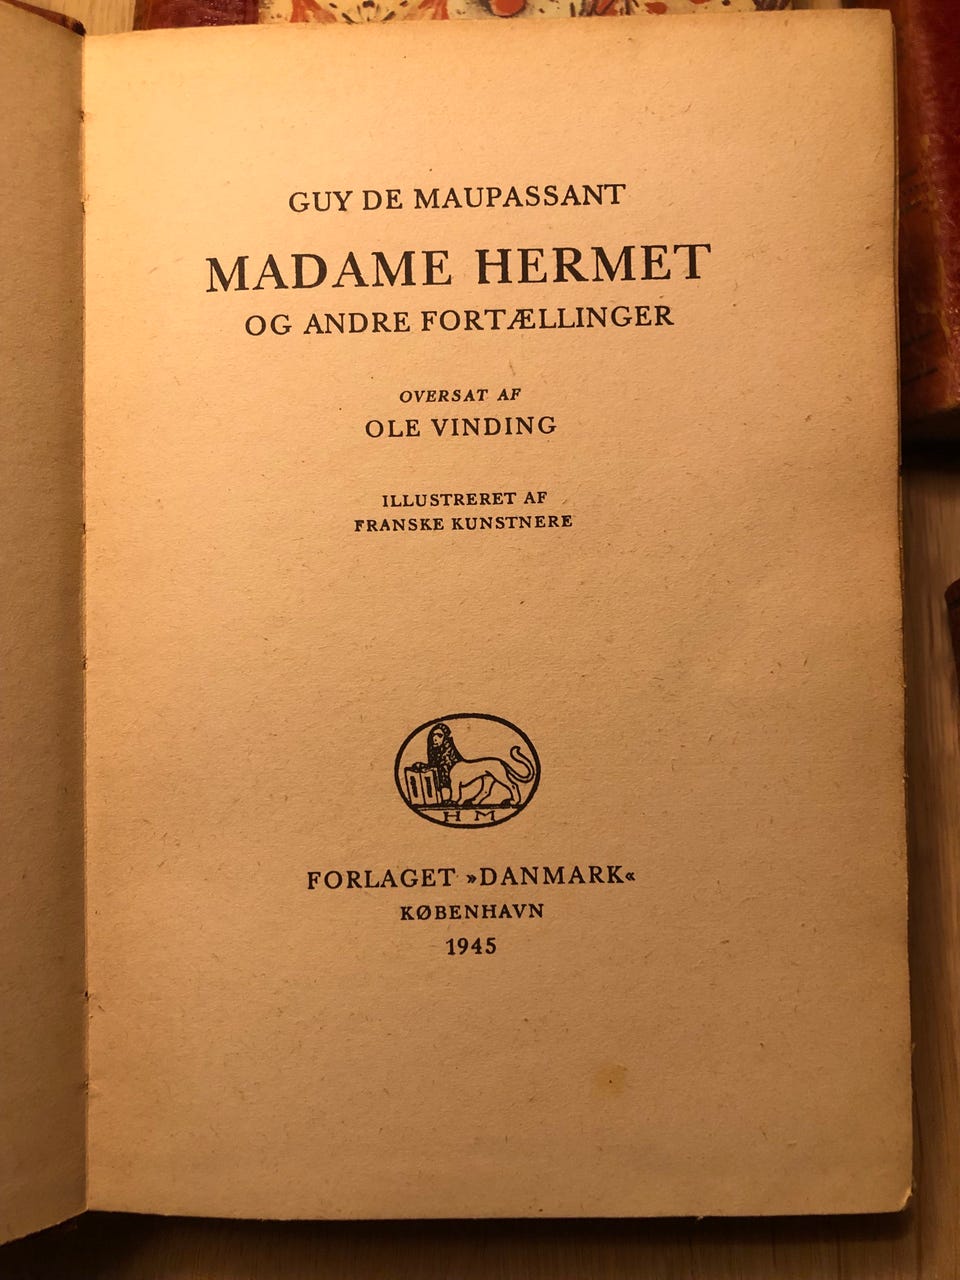 GUY DE MAUPASSANT
MADAME HERMET
OG ANDRE FORTÆLLINGER
OVERSAT AF
OLE VINDING
ILLUSTRERET AF
FRANSKE KUNSTNERE
H M
FORLAGET »DANMARK«
KØBENHAVN
1945